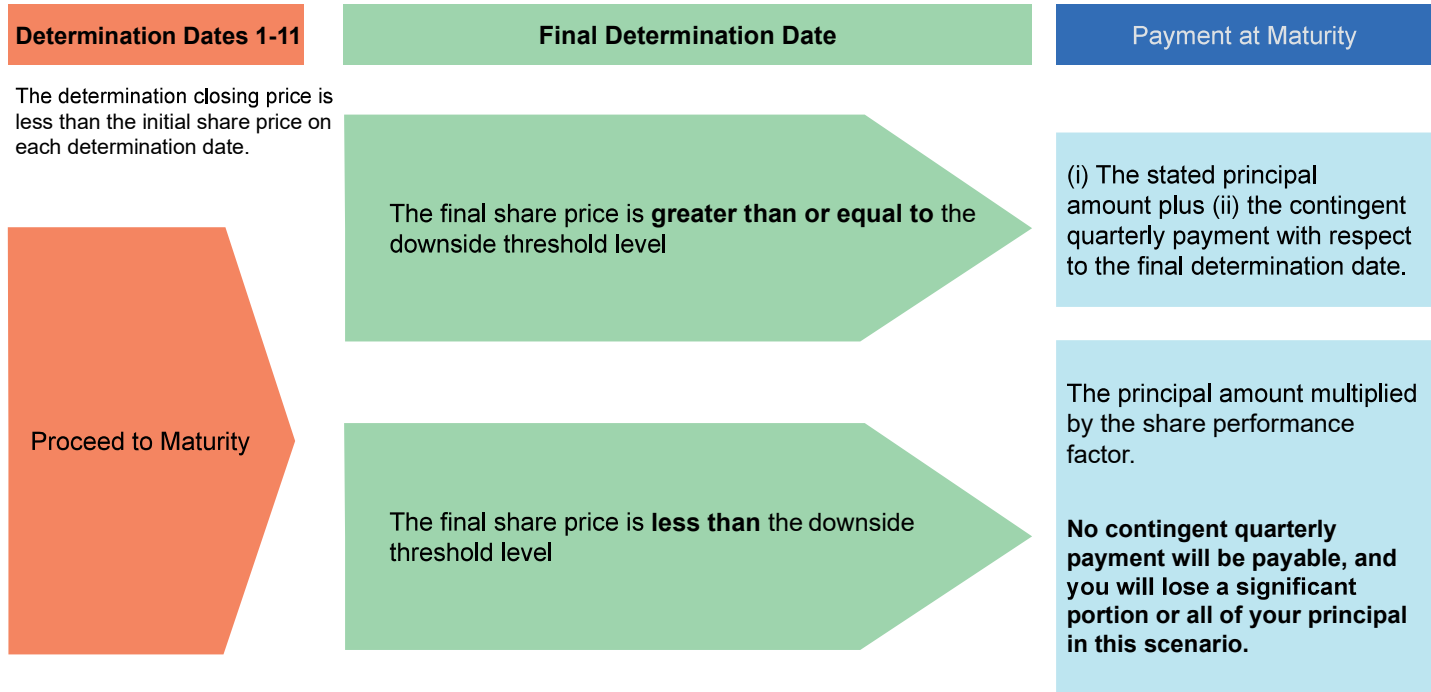 Determination Dates 1-11
Final Determination Date
Payment at Maturity
The determination closing price is
less than the initial share price on
each determination date.
Proceed to Maturity
The final share price is greater than or equal to the
downside threshold level
(i) The stated principal
amount plus (ii) the contingent
quarterly payment with respect
to the final determination date.
The final share price is less than the downside
threshold level
The principal amount multiplied
by the share performance
factor.
No contingent quarterly
payment will be payable, and
you will lose a significant
portion or all of your principal
in this scenario.